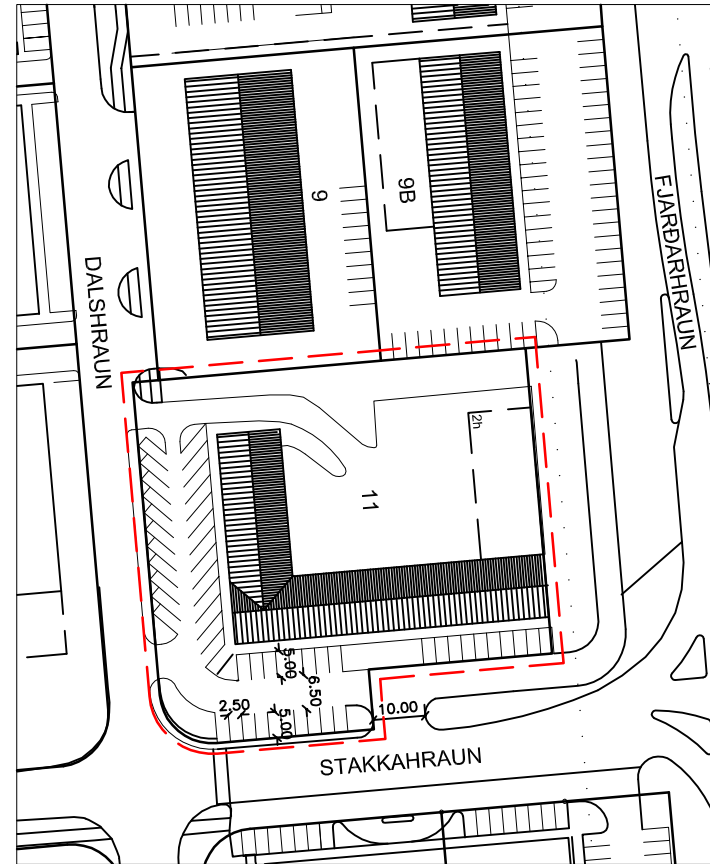 FJARÐARHRAUN
9
9B
DALSHRAUN
2h
11
5.00
6.50
2.50
5.00
10.00
STAKKAHRAUN